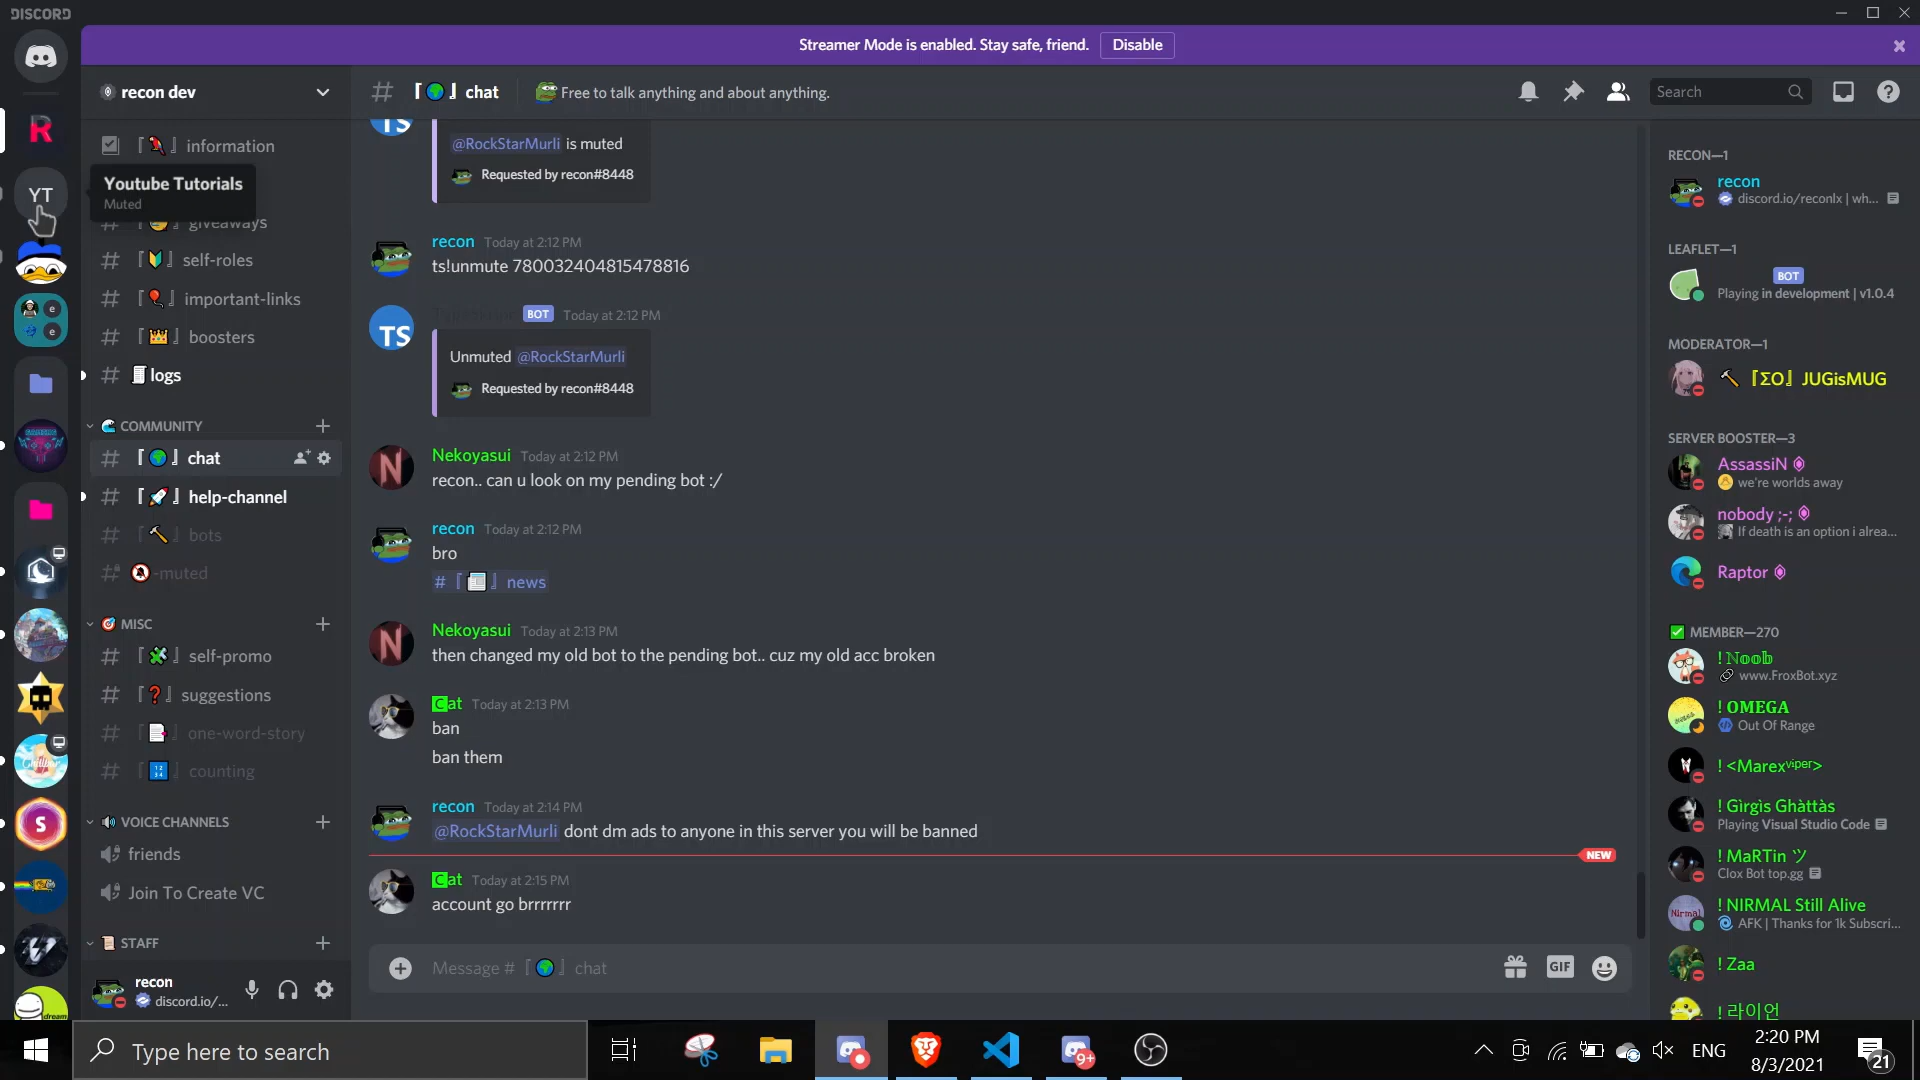 DISCORD
Streamer Mode is enabled. Stay safe, friend.
Disable
recon dev
『🌍』chat
Free to talk anything and about anything.
Search
R
YT
Youtube Tutorials
Muted
『』information
giveaways
『🔰』self-roles
『🎈』important-links
『👑』boosters
logs
COMMUNITY
『🌍』chat
『🚀』help-channel
『🔨』bots
-muted
MISC
『🧩』self-promo
『❓』suggestions
『📑』one-word-story
『🔢』counting
VOICE CHANNELS
friends
Join To Create VC
STAFF
recon
discord.io/...
@RockStarMurli is muted
Requested by recon#8448
recon Today at 2:12 PM
ts!unmute 780032404815478816
TS
BOT Today at 2:12 PM
Unmuted @RockStarMurli
Requested by recon#8448
N
Nekoyasui Today at 2:12 PM
recon.. can u look on my pending bot :/
recon Today at 2:12 PM
bro
# 『📰』news
N
Nekoyasui Today at 2:13 PM
then changed my old bot to the pending bot.. cuz my old acc broken
Cat Today at 2:13 PM
ban
ban them
recon Today at 2:14 PM
@RockStarMurli dont dm ads to anyone in this server you will be banned
NEW
Cat Today at 2:15 PM
account go brrrrrrr
Message #『🌍』chat
GIF
RECON—1
recon
discord.io/reconlx | wh...
LEAFLET—1
BOT
Playing in development | v1.0.4
MODERATOR—1
🔨『ΣO』JUGisMUG
SERVER BOOSTER—3
AssassiN
we're worlds away
nobody ;-;
If death is an option i alrea...
Raptor
✅ MEMBER—270
! ℕ𝕠𝕠𝕓
www.FroxBot.xyz
! 𝐎𝐌𝐄𝐆𝐀
Out Of Range
! <Marexᵛⁱᵖᵉʳ>
! Gìrgìs Ghàttàs
Playing Visual Studio Code
! MaRTin ツ
Clox Bot top.gg
! NIRMAL Still Alive
AFK | Thanks for 1k Subscri...
! Zaa
! 라이언
Type here to search
9+
ENG
2:20 PM
8/3/2021
21